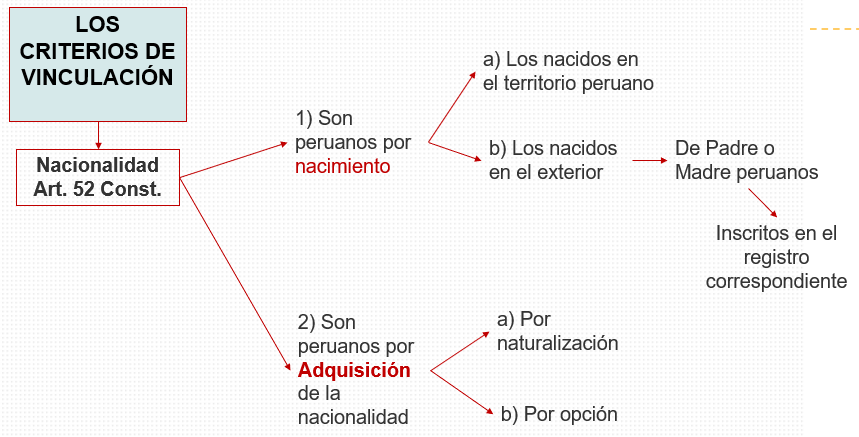 LOS
CRITERIOS DE
VINCULACIÓN
Nacionalidad
Art. 52 Const.
1) Son
peruanos por
nacimiento
a) Los nacidos en
el territorio peruano
b) Los nacidos
en el exterior
De Padre o
Madre peruanos
Inscritos en el
registro
correspondiente
2) Son
peruanos por
Adquisición
de la
nacionalidad
a) Por
naturalización
b) Por opción